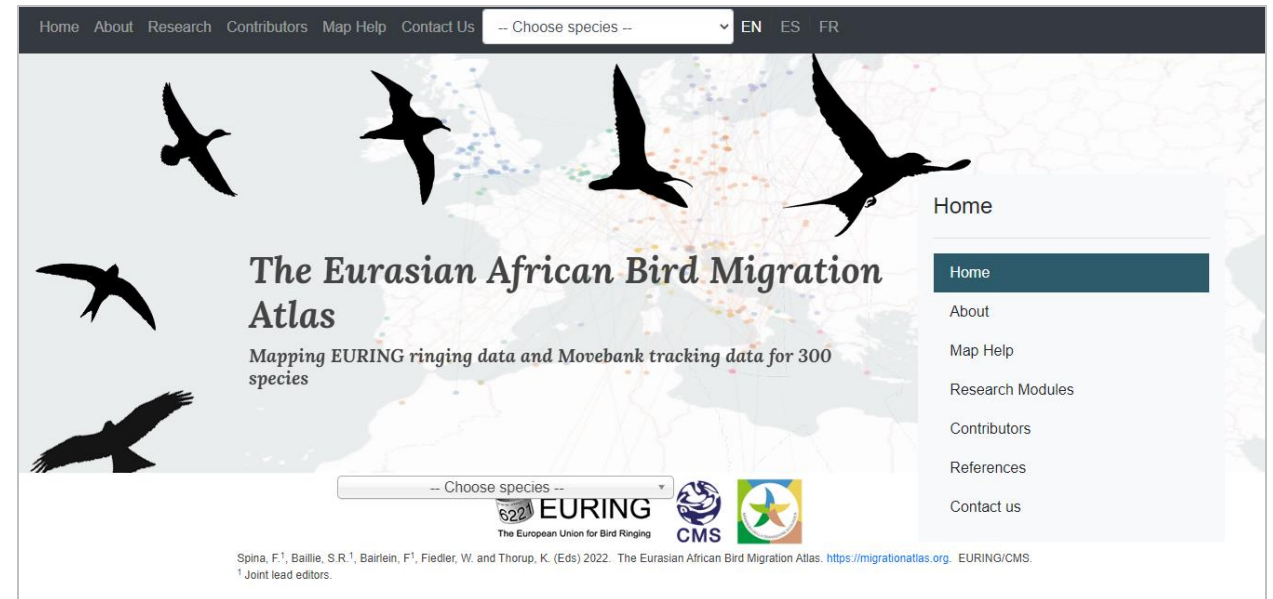 Home About Research Contributors Map Help Contact Us -- Choose species -- EN ES FR
The Eurasian African Bird Migration
Atlas
Mapping EURING ringing data and Movebank tracking data for 300
species
Home
Home
About
Map Help
Research Modules
Contributors
References
Contact us
-- Choose species --
6221 EURING
The European Union for Bird Ringing
CMS
Spina, F.¹, Baillie, S.R.¹, Bairlein, F¹, Fiedler, W. and Thorup, K. (Eds) 2022. The Eurasian African Bird Migration Atlas. https://migrationatlas.org. EURING/CMS.
¹ Joint lead editors.